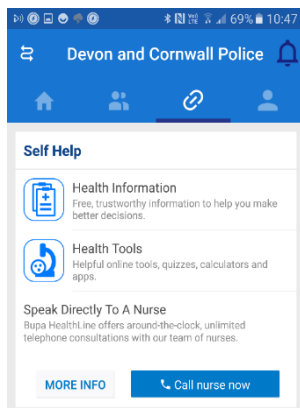 69% 10:47
Devon and Cornwall Police
Self Help
Health Information
Free, trustworthy information to help you make
better decisions.
Health Tools
Helpful online tools, quizzes, calculators and
apps.
Speak Directly To A Nurse
Bupa HealthLine offers around-the-clock, unlimited
telephone consultations with our team of nurses.
MORE INFO Call nurse now